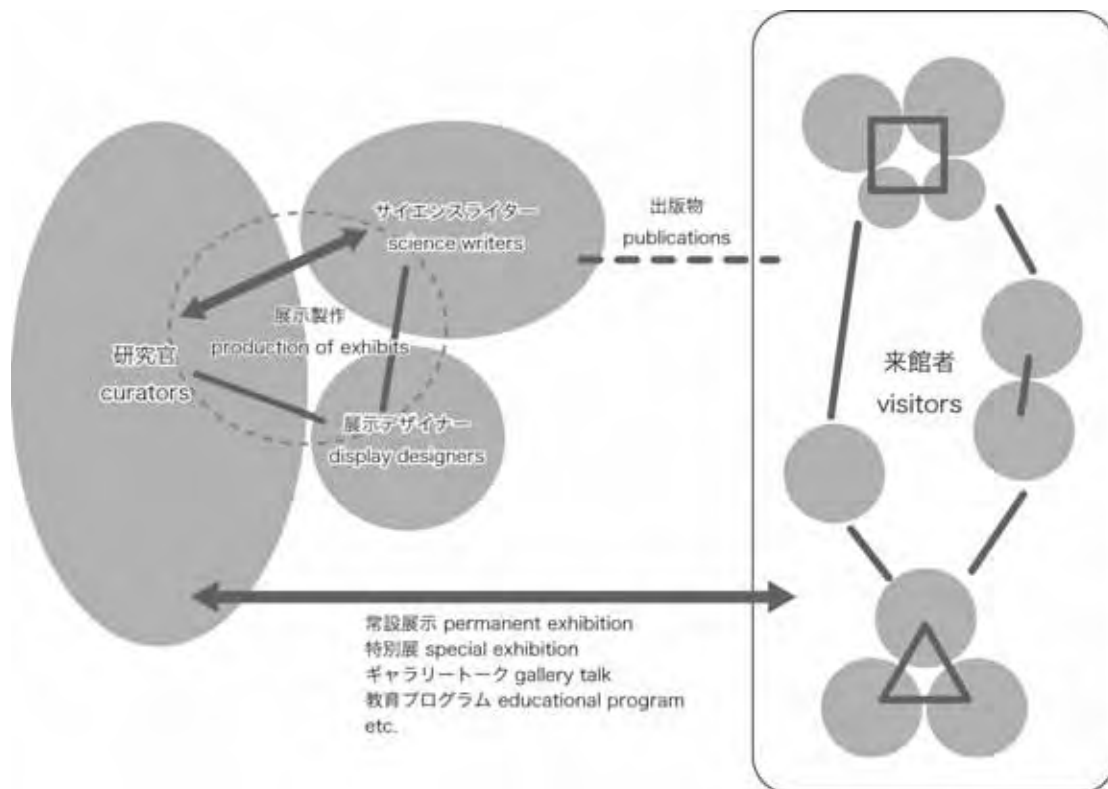 サイエンスライター
science writers
出版物
publications
展示製作
production of exhibits
研究官
curators
展示デザイナー
display designers
来館者
visitors
常設展示 permanent exhibition
特別展 special exhibition
ギャラリートーク gallery talk
教育プログラム educational program
etc.